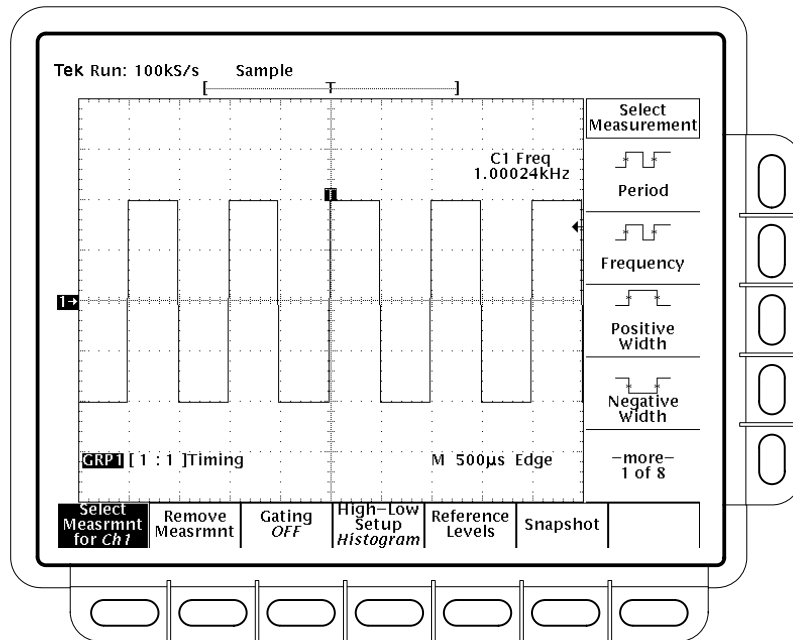 Tek Run: 100kS/s Sample
[ T ]
Select
Measurement
C1 Freq
1.00024kHz
Period
T
Frequency
1→
Positive
Width
Negative
Width
GRP1 [ 1 : 1 ]Timing
M 500µs Edge
–more–
1 of 8
Select
Measrmnt
for Ch1
Remove
Measrmnt
Gating
OFF
High–Low
Setup
Histogram
Reference
Levels
Snapshot